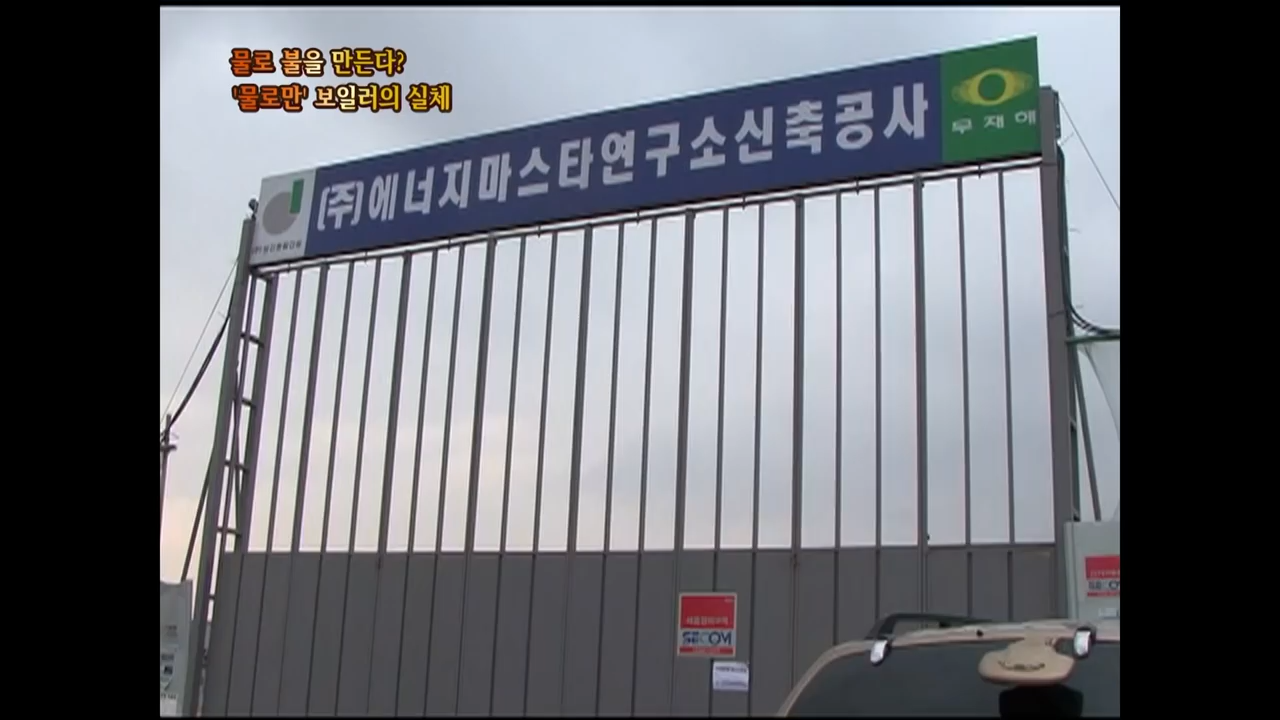 물로 불을 만든다?
'물로만' 보일러의 실체
(주)에너지마스타연구소신축공사
무재해
SECOM